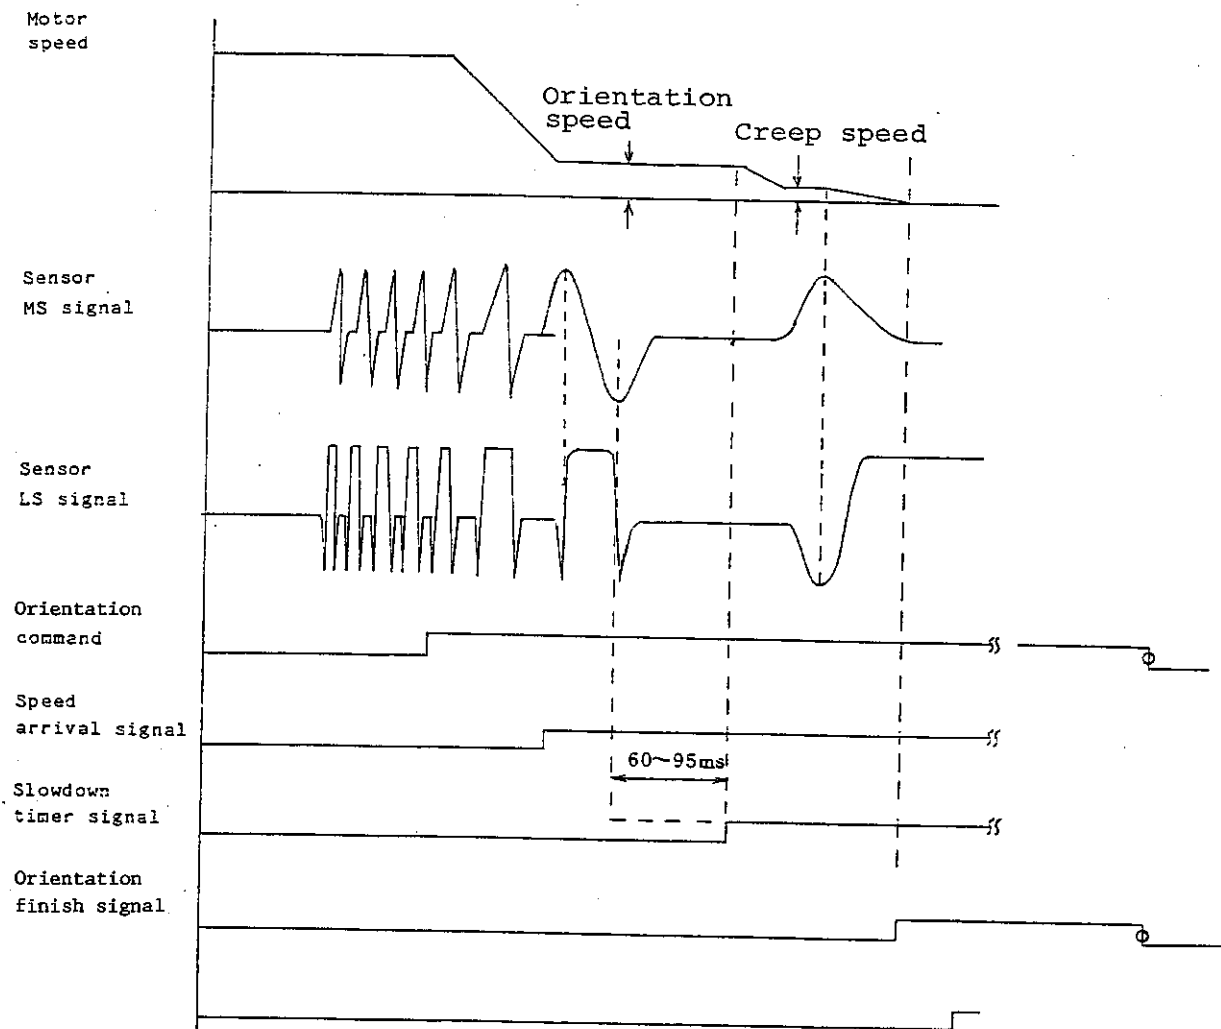 Motor
speed
Orientation
speed
Creep speed
Sensor
MS signal
Sensor
LS signal
Orientation
command
Speed
arrival signal
60~95ms
Slowdown
timer signal
Orientation
finish signal